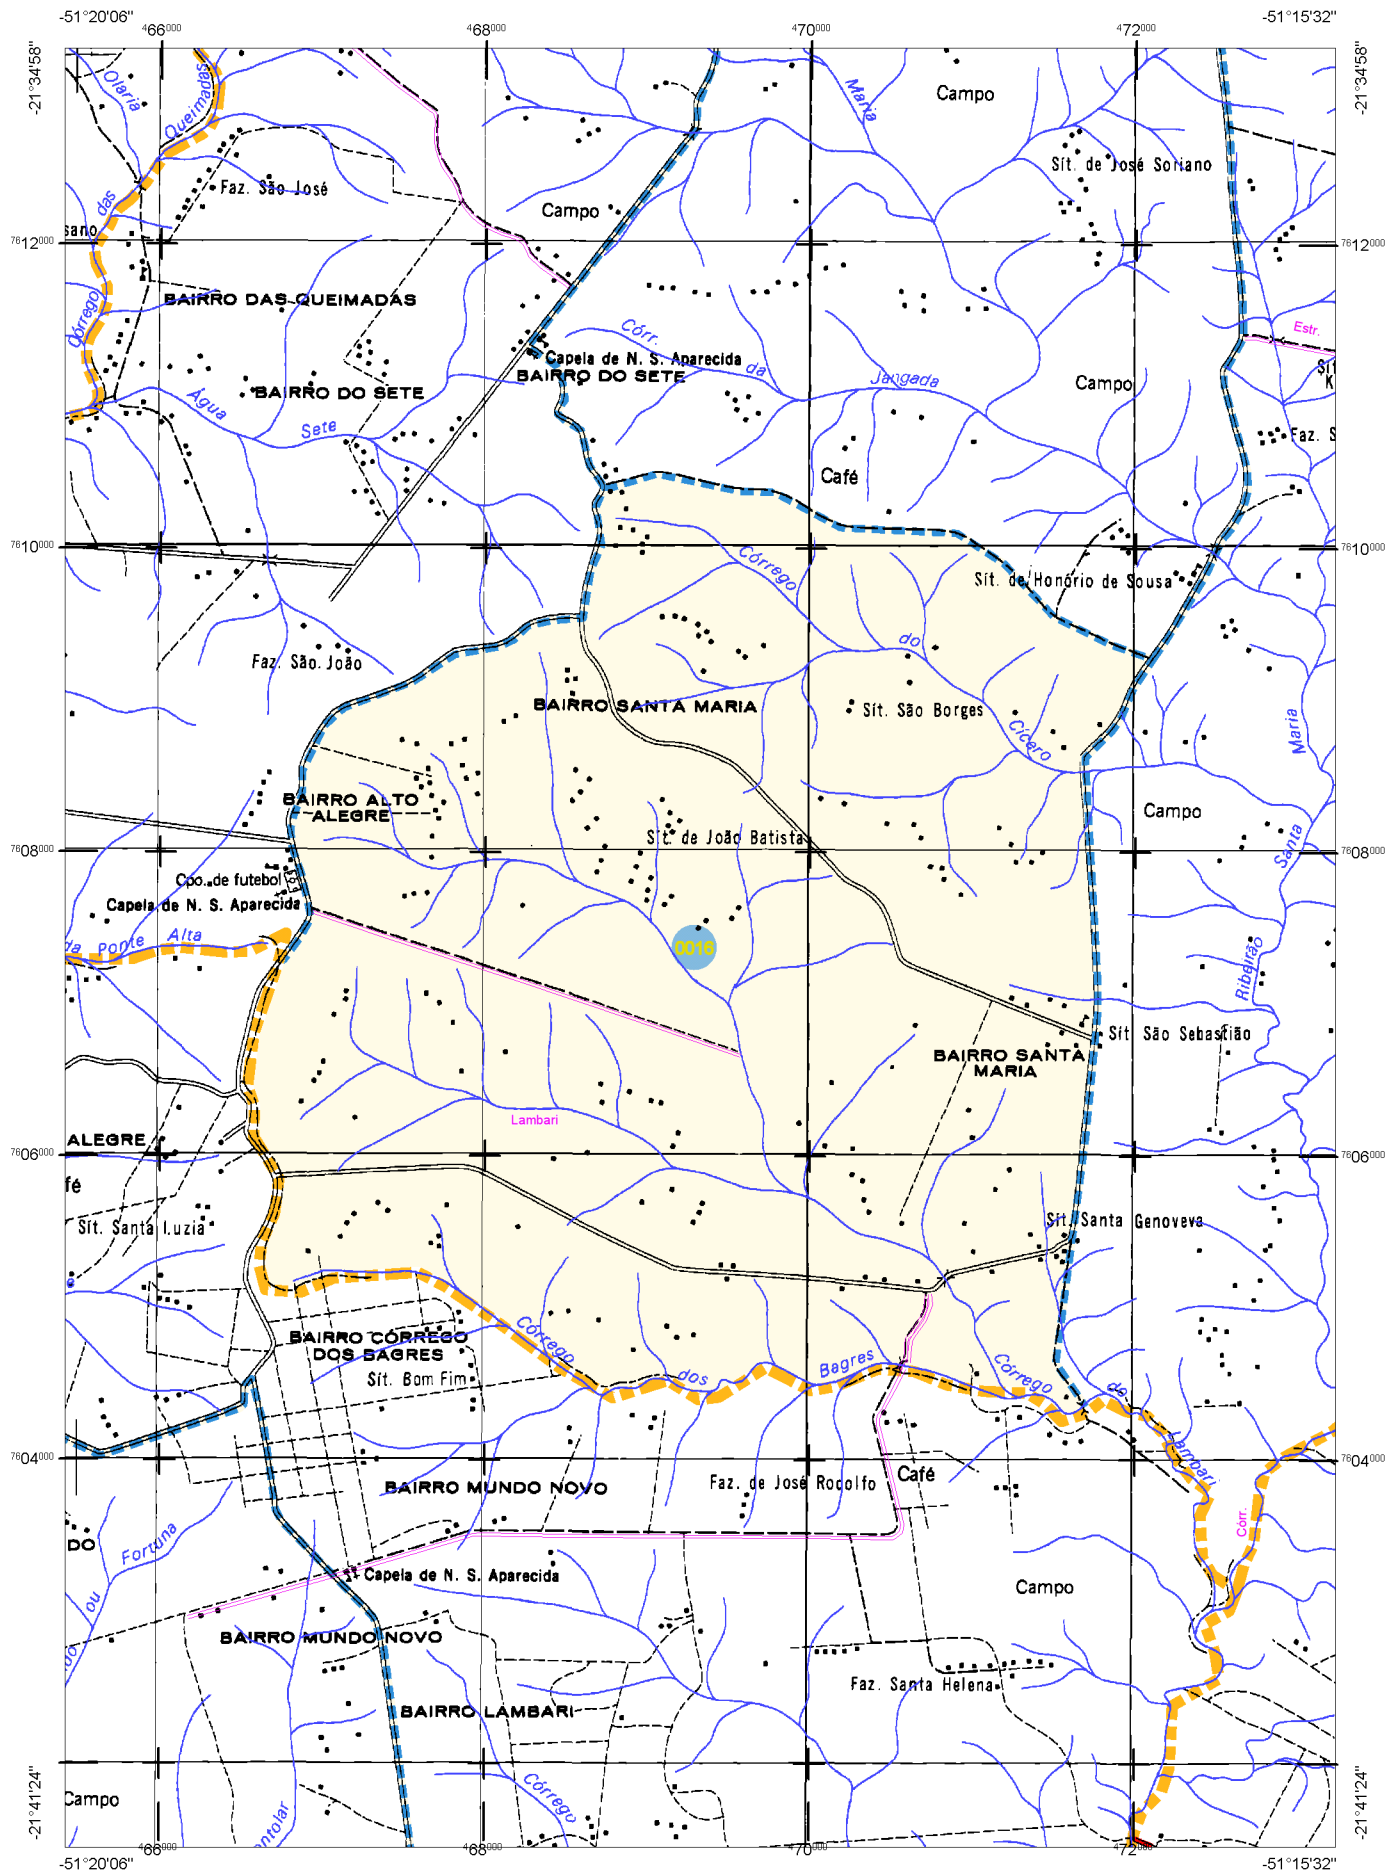 -51°20'06"
-51°15'32"
466000
468000
470000
472000
-21°34'58"
-21°34'58"
Olaria
Queimadas
das
Córrego
Maria
Campo
Sít. de José Soriano
Faz. São José
Campo
7612000
7612000
BAIRRO DAS QUEIMADAS
Estr.
Córr.
da
Jangada
Capela de N. S. Aparecida
BAIRRO DO SETE
BAIRRO DO SETE
Campo
Sít
K
Água
Sete
Faz. S
Café
7610000
7610000
Córrego
do
Cícero
Sít. de Honório de Sousa
Faz. São João
BAIRRO SANTA MARIA
Sít. São Borges
Maria
BAIRRO ALTO
ALEGRE
Campo
Sít. de João Batista
Santa
7608000
7608000
Cpo. de futebol
Capela de N. S. Aparecida
da Ponte Alta
0016
Ribeirão
Sít. São Sebastião
BAIRRO SANTA
MARIA
Lambari
ALEGRE
7606000
7606000
fé
Sít. Santa Luzia
Sít. Santa Genoveva
BAIRRO CÓRREGO
DOS BAGRES
Sít. Bom Fim
Córrego
dos
Bagres
Córrego
do
Lambari
7604000
7604000
BAIRRO MUNDO NOVO
Faz. de José Rodolfo
Café
Córr.
DO
Fortuna
ou
Capela de N. S. Aparecida
Campo
BAIRRO MUNDO NOVO
Faz. Santa Helena
BAIRRO LAMBARI
Córrego
Campo
-21°41'24"
-21°41'24"
466000
468000
470000
472000
-51°20'06"
-51°15'32"